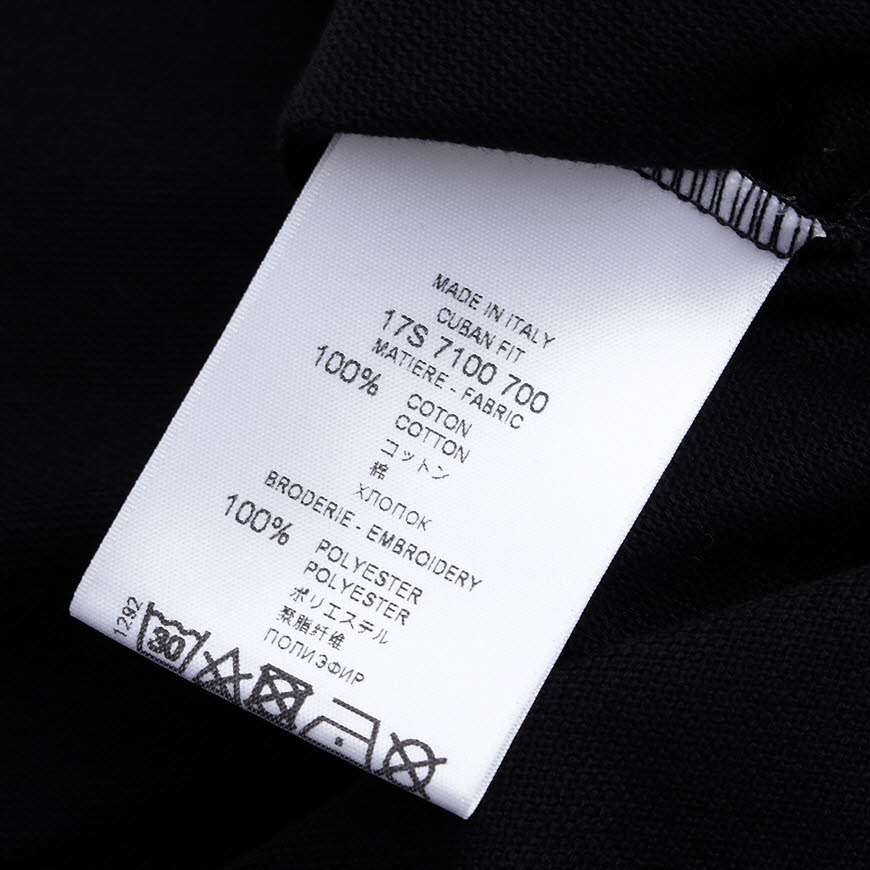 MADE IN ITALY
CUBAN FIT
17S 7100 700
MATIERE - FABRIC
100% COTON
COTTON
コットン
棉
ХЛОПОК
BRODERIE - EMBROIDERY
100% POLYESTER
POLYESTER
ポリエステル
聚脂纤维
ПОЛИЭФИР
1292
30